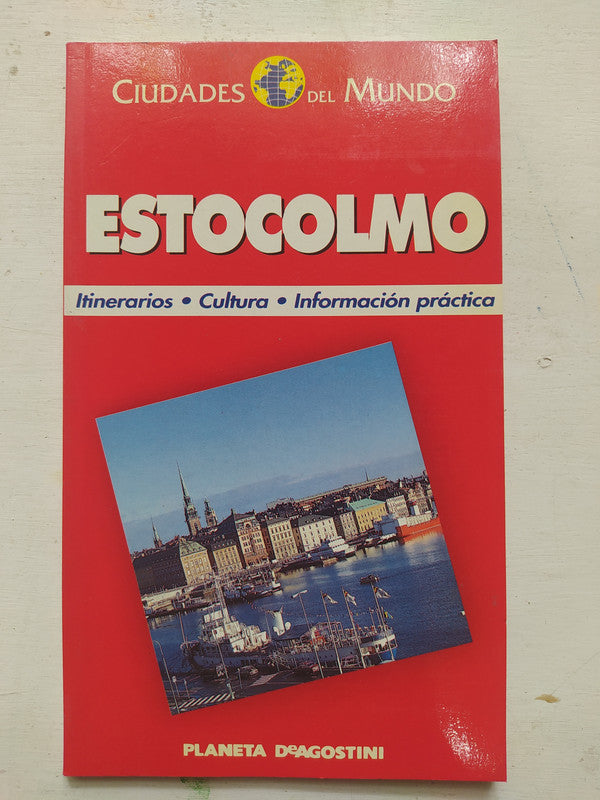 CIUDADES DEL MUNDO
ESTOCOLMO
Itinerarios • Cultura • Información práctica
PLANETA DeAGOSTINI